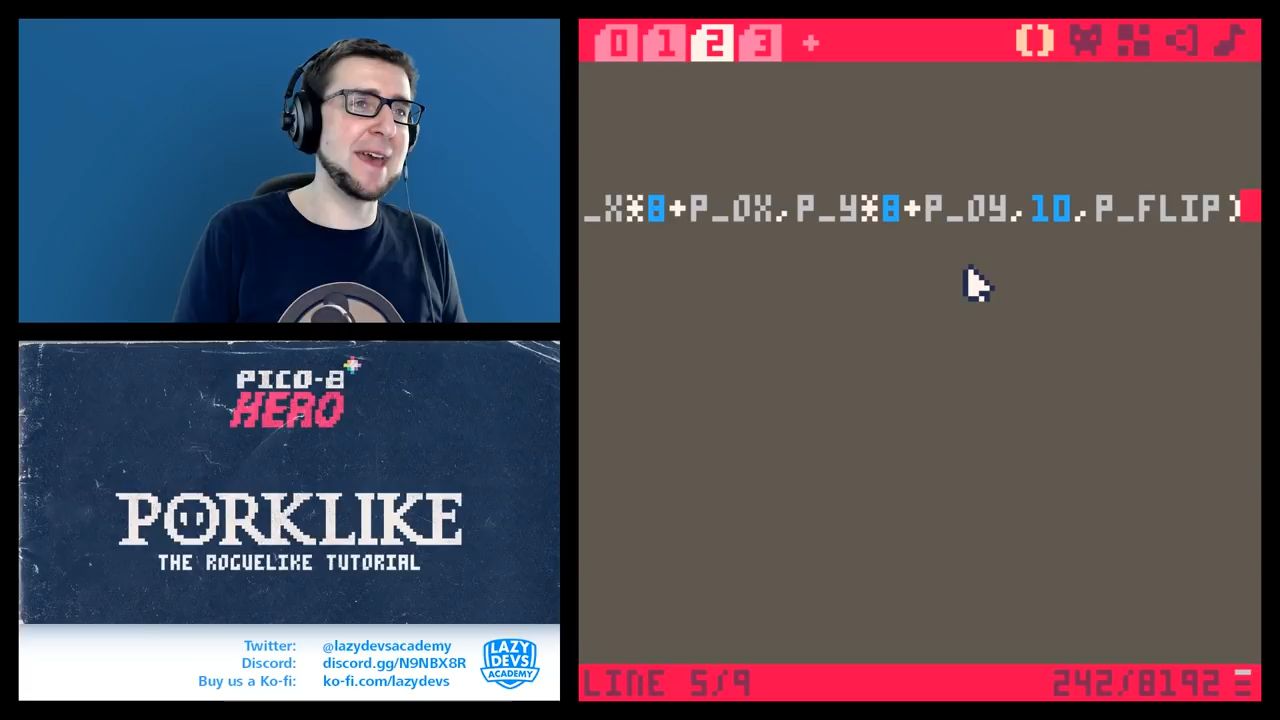 0 1 2 3 +
_X*8+P_OX,P_Y*8+P_OY,10,P_FLIP)
PICO-8
HERO
PORKLIKE
THE ROGUELIKE TUTORIAL
Twitter: @lazydevsacademy
Discord: discord.gg/N9NBX8R
Buy us a Ko-fi: ko-fi.com/lazydevs
LAZY
DEVS
ACADEMY
LINE 5/9 242/8192